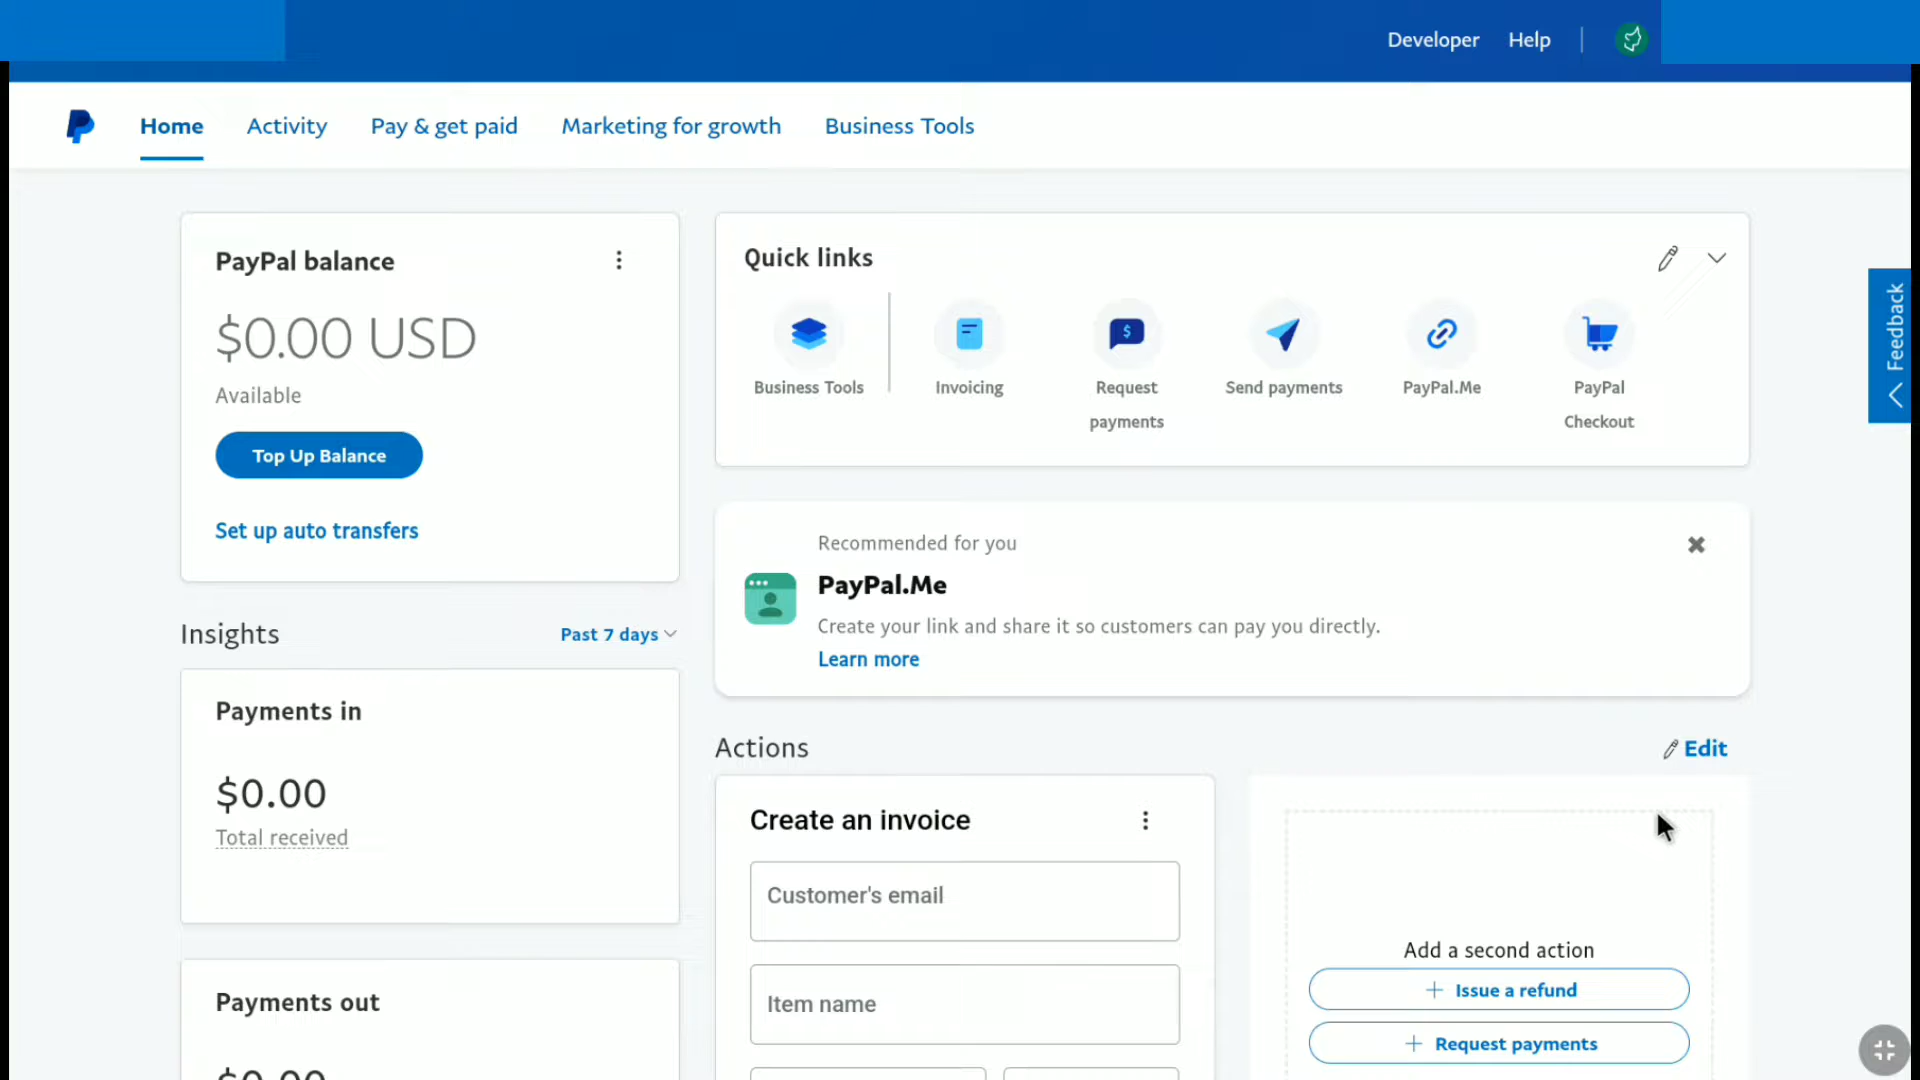 Developer Help
Home Activity Pay & get paid Marketing for growth Business Tools
PayPal balance
$0.00 USD
Available
Top Up Balance
Set up auto transfers
Quick links
Business Tools
Invoicing
Request
payments
Send payments
PayPal.Me
PayPal
Checkout
Feedback
Recommended for you
PayPal.Me
Create your link and share it so customers can pay you directly.
Learn more
Insights
Past 7 days
Payments in
$0.00
Total received
Payments out
$0.00
Actions
Edit
Create an invoice
Customer's email
Item name
Add a second action
Issue a refund
Request payments